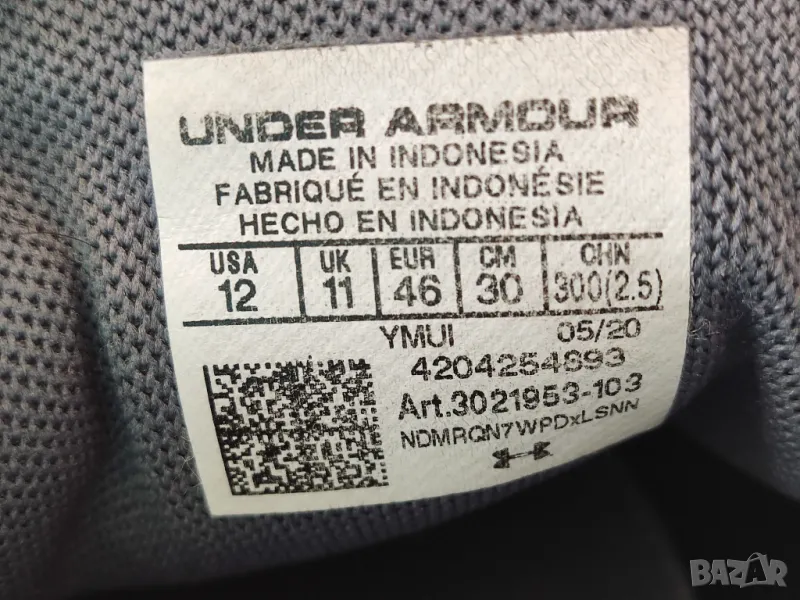 UNDER ARMOUR
MADE IN INDONESIA
FABRIQUÉ EN INDONÉSIE
HECHO EN INDONESIA
USA UK EUR CM CHN
12 11 46 30 300(2.5)
YMUI 05/20
4204254893
Art.3021953-103
NDMRQN7WPDxLSNN
BAZAR